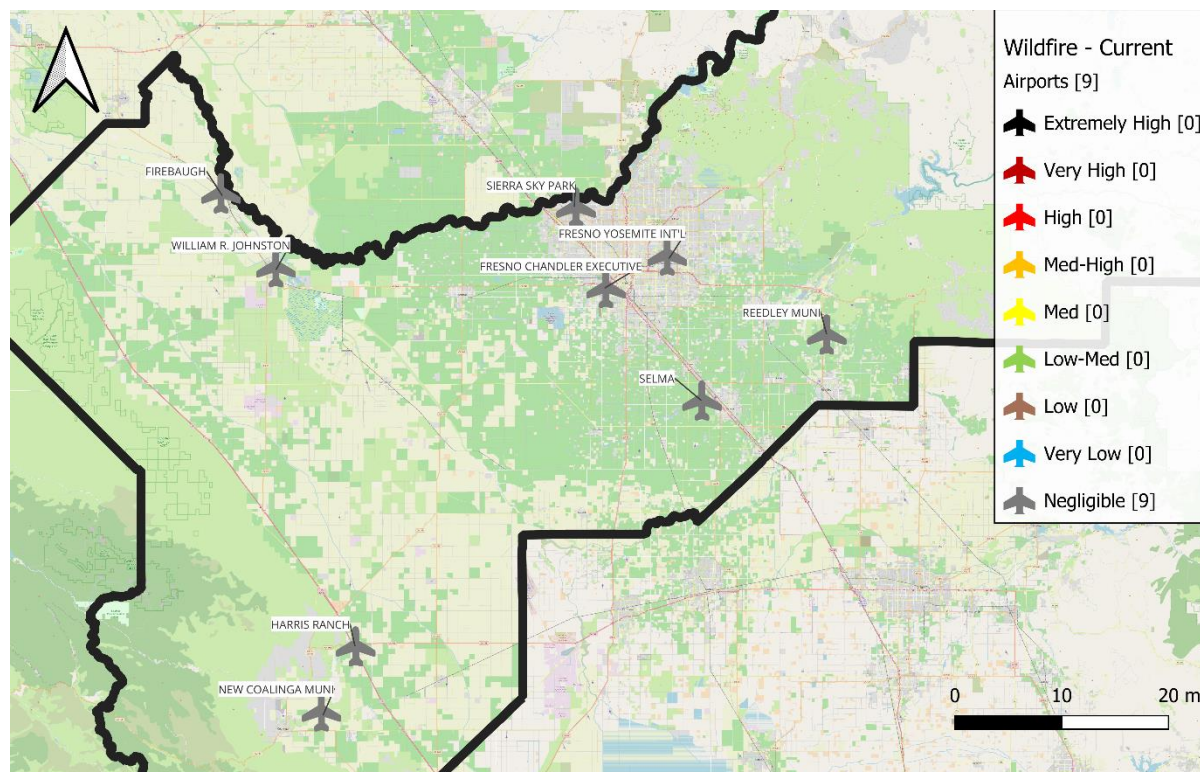 Wildfire - Current
Airports [9]
Extremely High [0]
Very High [0]
High [0]
Med-High [0]
Med [0]
Low-Med [0]
Low [0]
Very Low [0]
Negligible [9]
FIREBAUGH
SIERRA SKY PARK
WILLIAM R. JOHNSTON
FRESNO YOSEMITE INT'L
FRESNO CHANDLER EXECUTIVE
REEDLEY MUNI
SELMA
HARRIS RANCH
NEW COALINGA MUNI
0 10 20 m